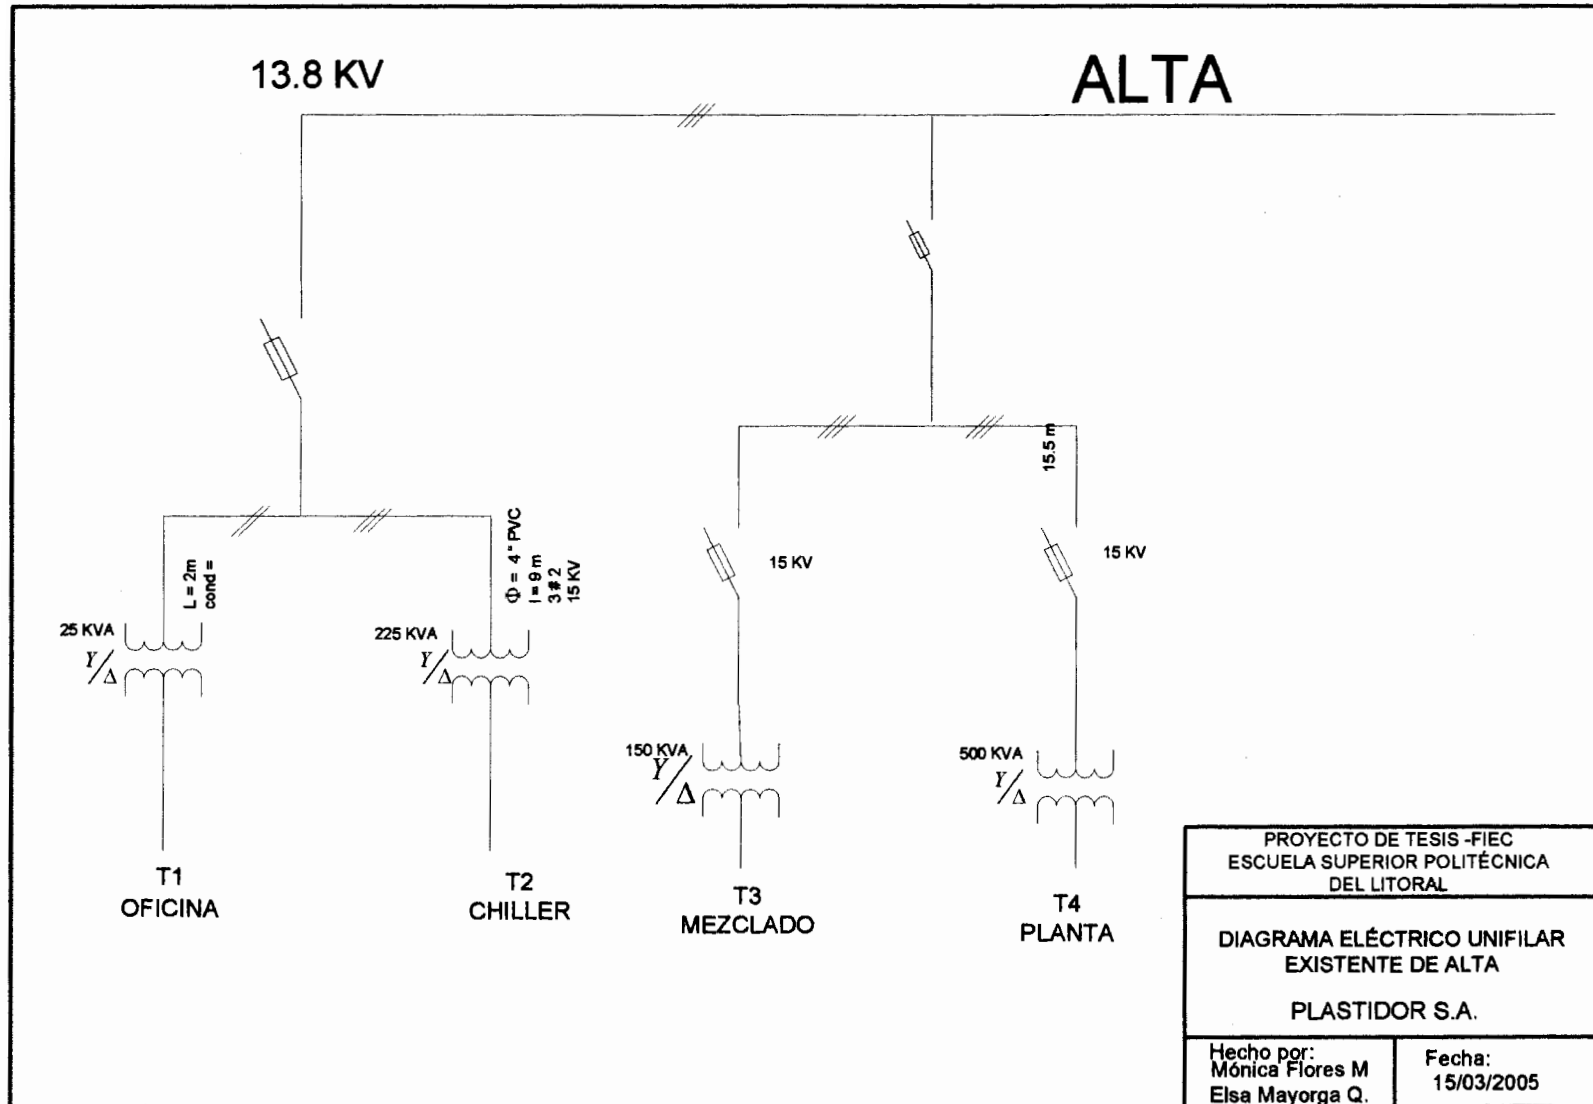 13.8 KV
ALTA
15.5 m
15 KV
15 KV
L = 2m
cond =
Φ = 4" PVC
l = 9 m
3 # 2
15 KV
25 KVA
Y/Δ
225 KVA
Y/Δ
150 KVA
Y/Δ
500 KVA
Y/Δ
T1
OFICINA
T2
CHILLER
T3
MEZCLADO
T4
PLANTA
PROYECTO DE TESIS -FIEC
ESCUELA SUPERIOR POLITÉCNICA
DEL LITORAL
DIAGRAMA ELÉCTRICO UNIFILAR
EXISTENTE DE ALTA
PLASTIDOR S.A.
Hecho por:
Mónica Flores M
Elsa Mayorga Q.
Fecha:
15/03/2005